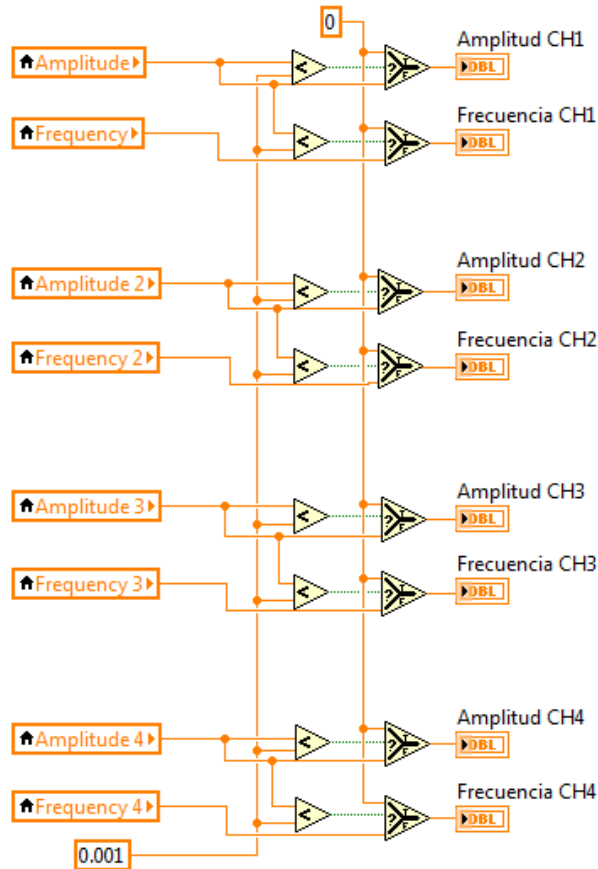 0
Amplitud CH1
Amplitude
DBL
Frecuencia CH1
Frequency
DBL
Amplitud CH2
Amplitude 2
DBL
Frecuencia CH2
Frequency 2
DBL
Amplitud CH3
Amplitude 3
DBL
Frecuencia CH3
Frequency 3
DBL
Amplitud CH4
Amplitude 4
DBL
Frecuencia CH4
Frequency 4
DBL
0.001